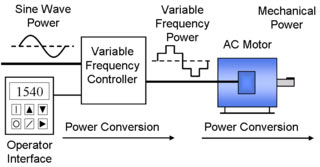 Sine Wave
Power
Variable
Frequency
Power
Mechanical
Power
Variable
Frequency
Controller
AC Motor
1540
Operator
Interface
Power Conversion
Power Conversion